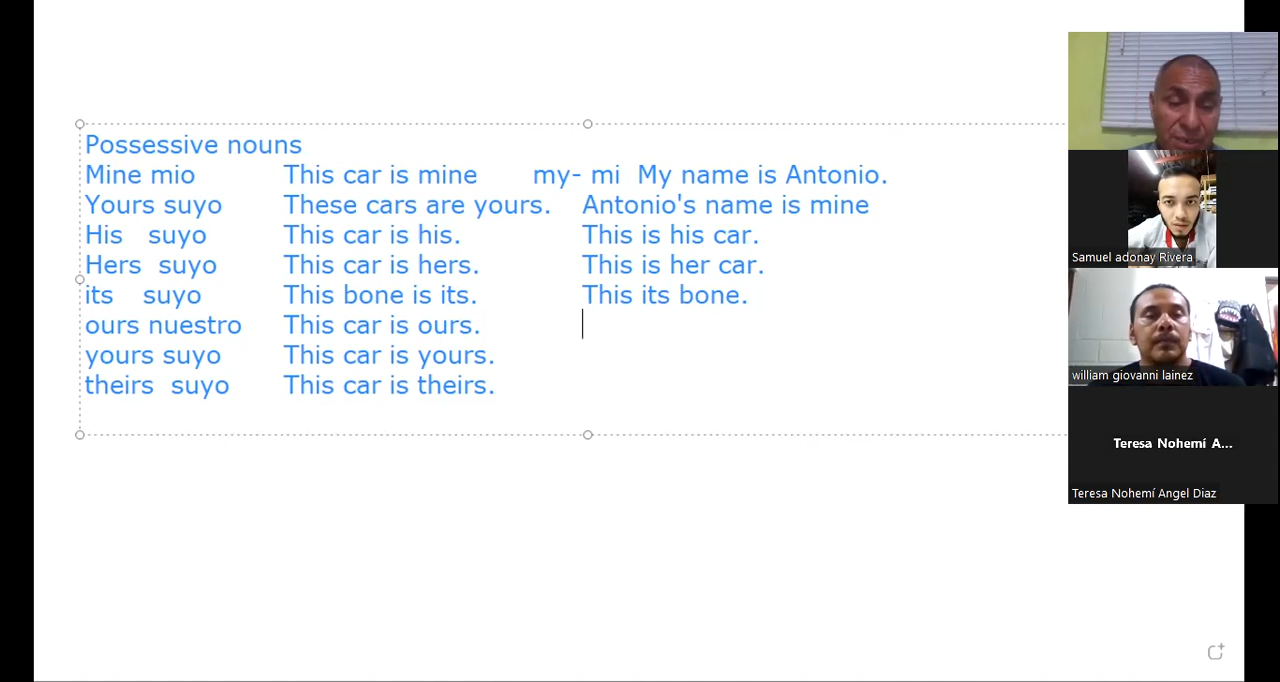 Possessive nouns
Mine mio This car is mine my- mi My name is Antonio.
Yours suyo These cars are yours. Antonio's name is mine
His suyo This car is his. This is his car.
Hers suyo This car is hers. This is her car.
its suyo This bone is its. This its bone.
ours nuestro This car is ours.
yours suyo This car is yours.
theirs suyo This car is theirs.
Samuel adonay Rivera
william giovanni lainez
Teresa Nohemí A...
Teresa Nohemí Angel Diaz